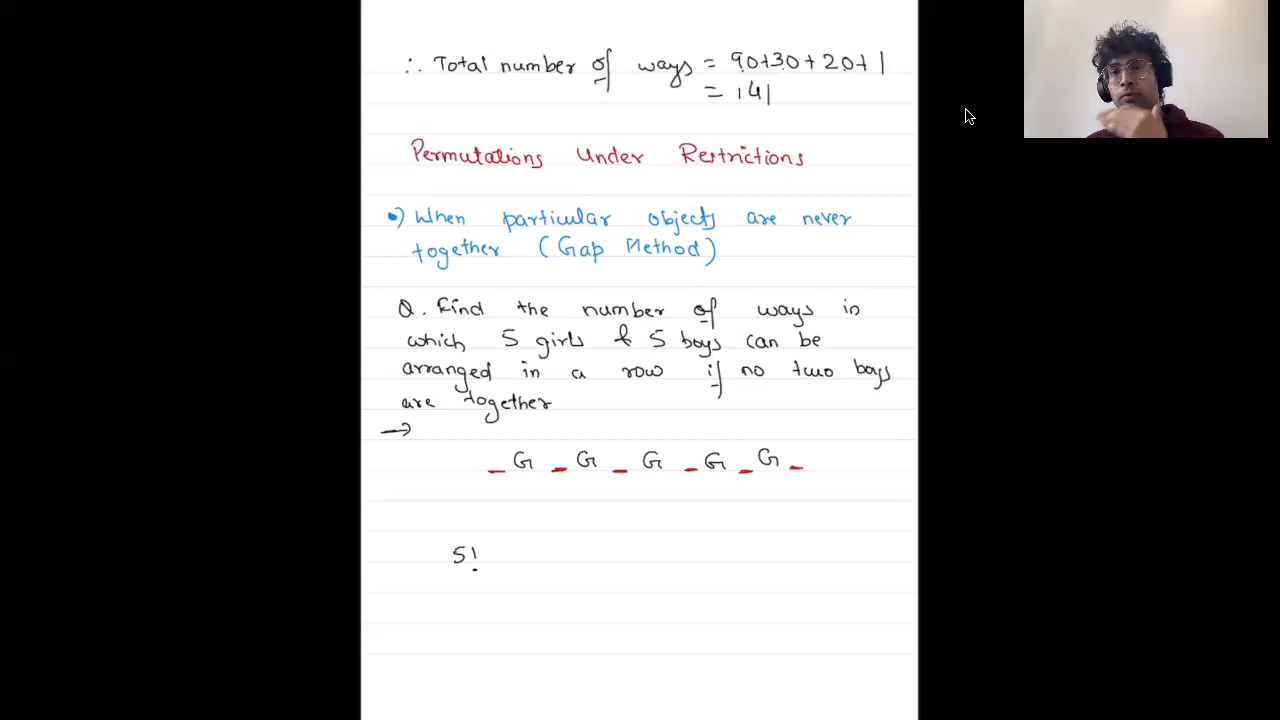 ∴ Total number of ways = 90+30+20+1
= 141
Permutations Under Restrictions
•) When particular objects are never
together (Gap Method)
Q. Find the number of ways in
which 5 girls & 5 boys can be
arranged in a row if no two boys
are together
→
_ G _ G _ G _ G _ G _
5!